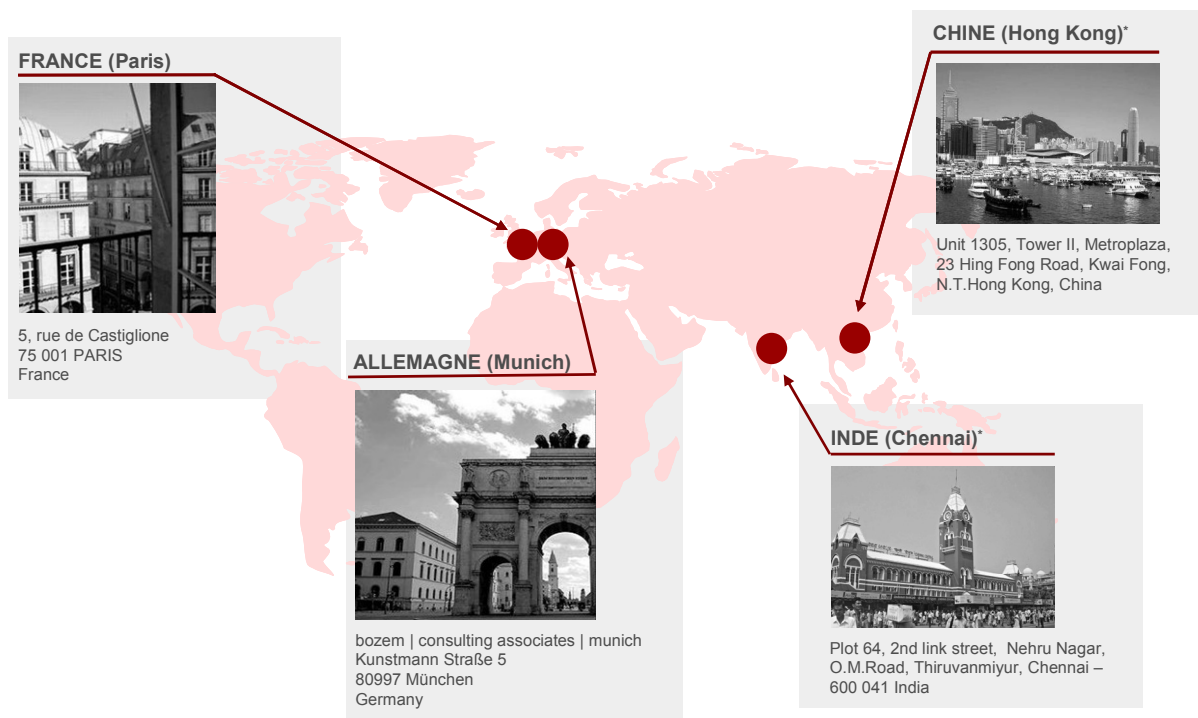 FRANCE (Paris)
5, rue de Castiglione
75 001 PARIS
France
ALLEMAGNE (Munich)
bozem | consulting associates | munich
Kunstmann Straße 5
80997 München
Germany
CHINE (Hong Kong)*
Unit 1305, Tower II, Metroplaza,
23 Hing Fong Road, Kwai Fong,
N.T.Hong Kong, China
INDE (Chennai)*
Plot 64, 2nd link street,  Nehru Nagar,
O.M.Road, Thiruvanmiyur, Chennai –
600 041 India